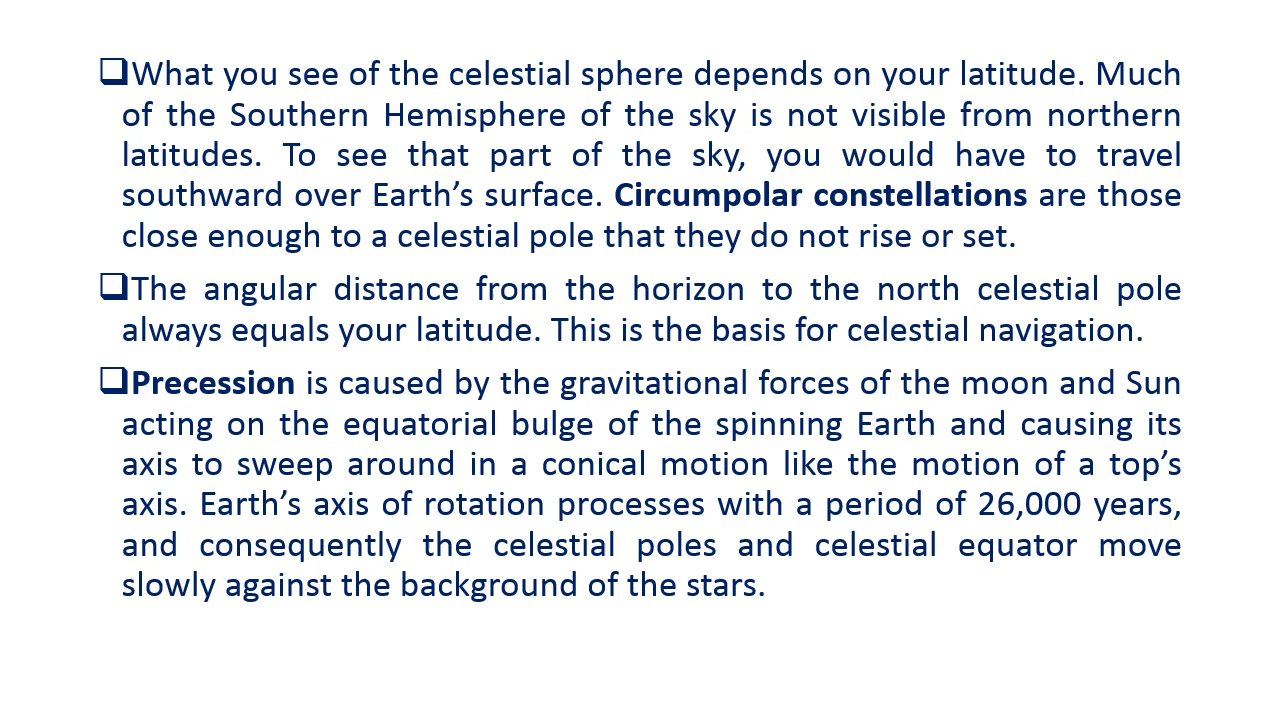 ❑What you see of the celestial sphere depends on your latitude. Much
of the Southern Hemisphere of the sky is not visible from northern
latitudes. To see that part of the sky, you would have to travel
southward over Earth’s surface. Circumpolar constellations are those
close enough to a celestial pole that they do not rise or set.
❑The angular distance from the horizon to the north celestial pole
always equals your latitude. This is the basis for celestial navigation.
❑Precession is caused by the gravitational forces of the moon and Sun
acting on the equatorial bulge of the spinning Earth and causing its
axis to sweep around in a conical motion like the motion of a top’s
axis. Earth’s axis of rotation processes with a period of 26,000 years,
and consequently the celestial poles and celestial equator move
slowly against the background of the stars.